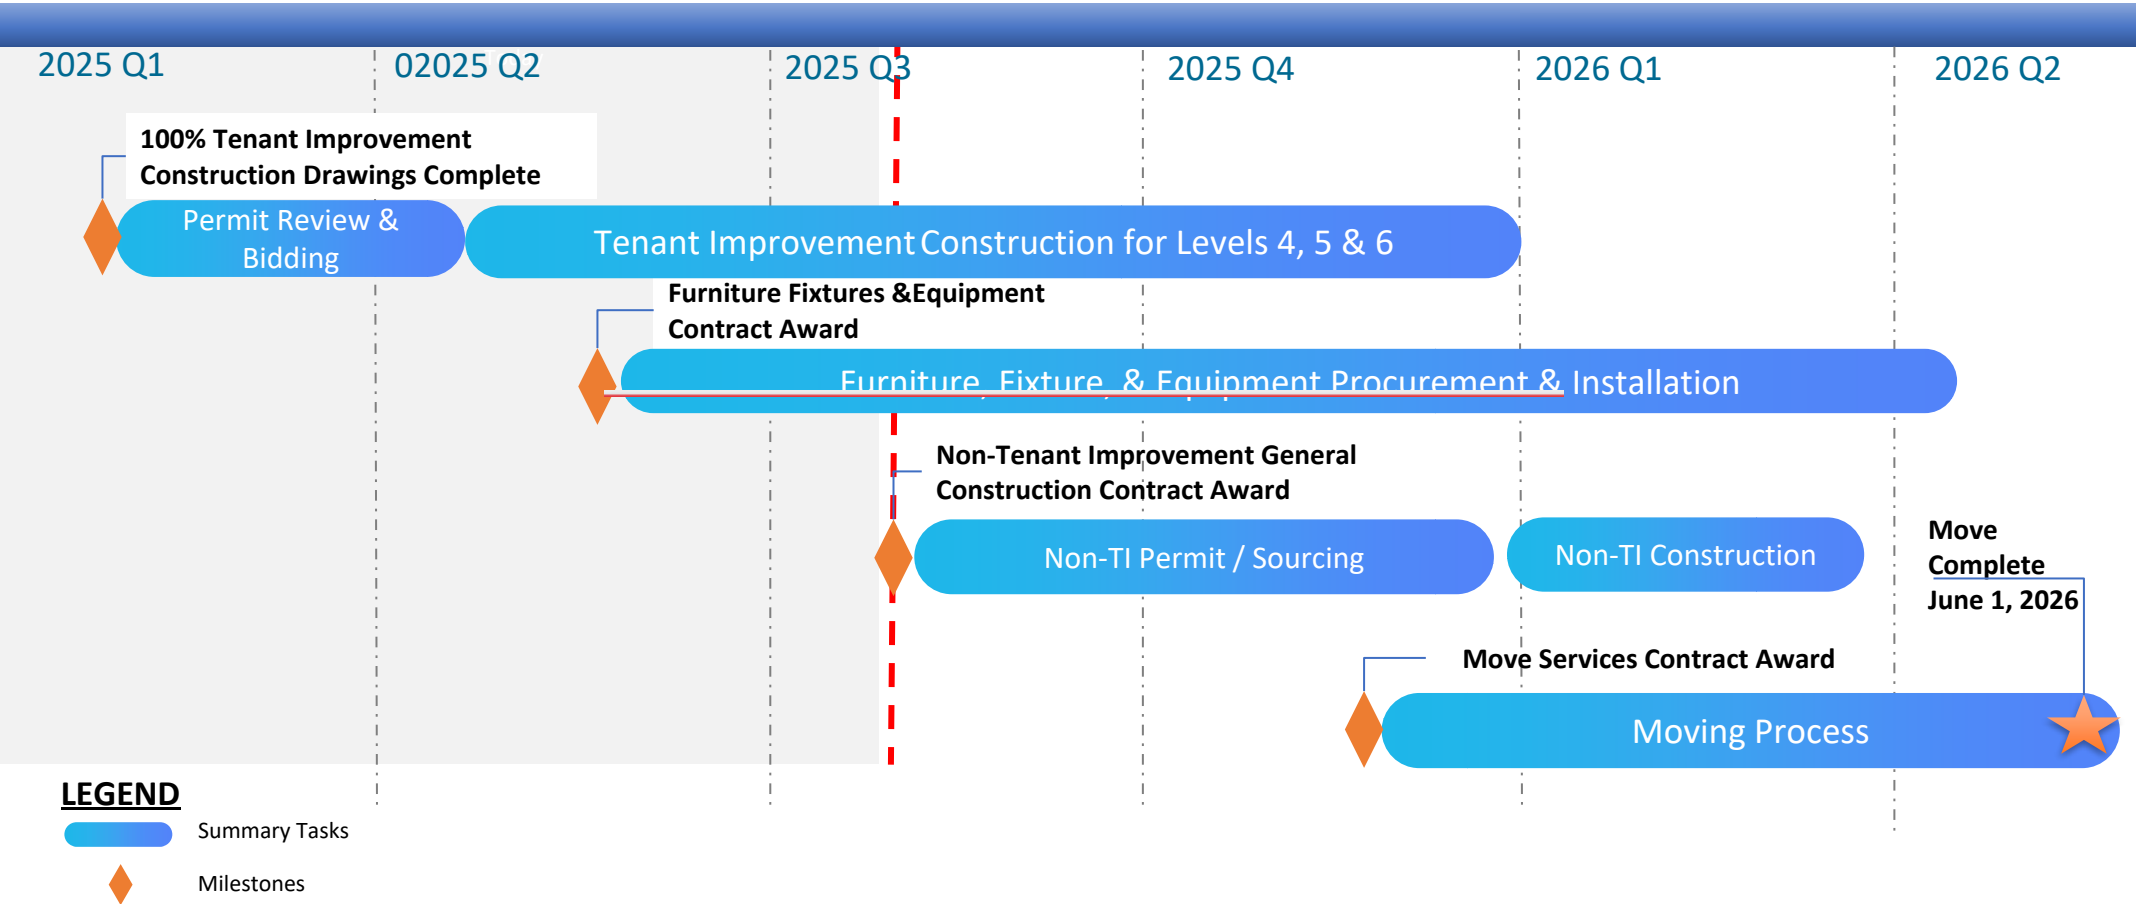 2025 Q1
02025 Q2
2025 Q3
2025 Q4
2026 Q1
2026 Q2
100% Tenant Improvement
Construction Drawings Complete
Permit Review &
Bidding
Tenant Improvement Construction for Levels 4, 5 & 6
Furniture Fixtures &Equipment
Contract Award
Furniture, Fixture, & Equipment Procurement & Installation
Non-Tenant Improvement General
Construction Contract Award
Non-TI Permit / Sourcing
Non-TI Construction
Move
Complete
June 1, 2026
Move Services Contract Award
Moving Process
LEGEND
Summary Tasks
Milestones